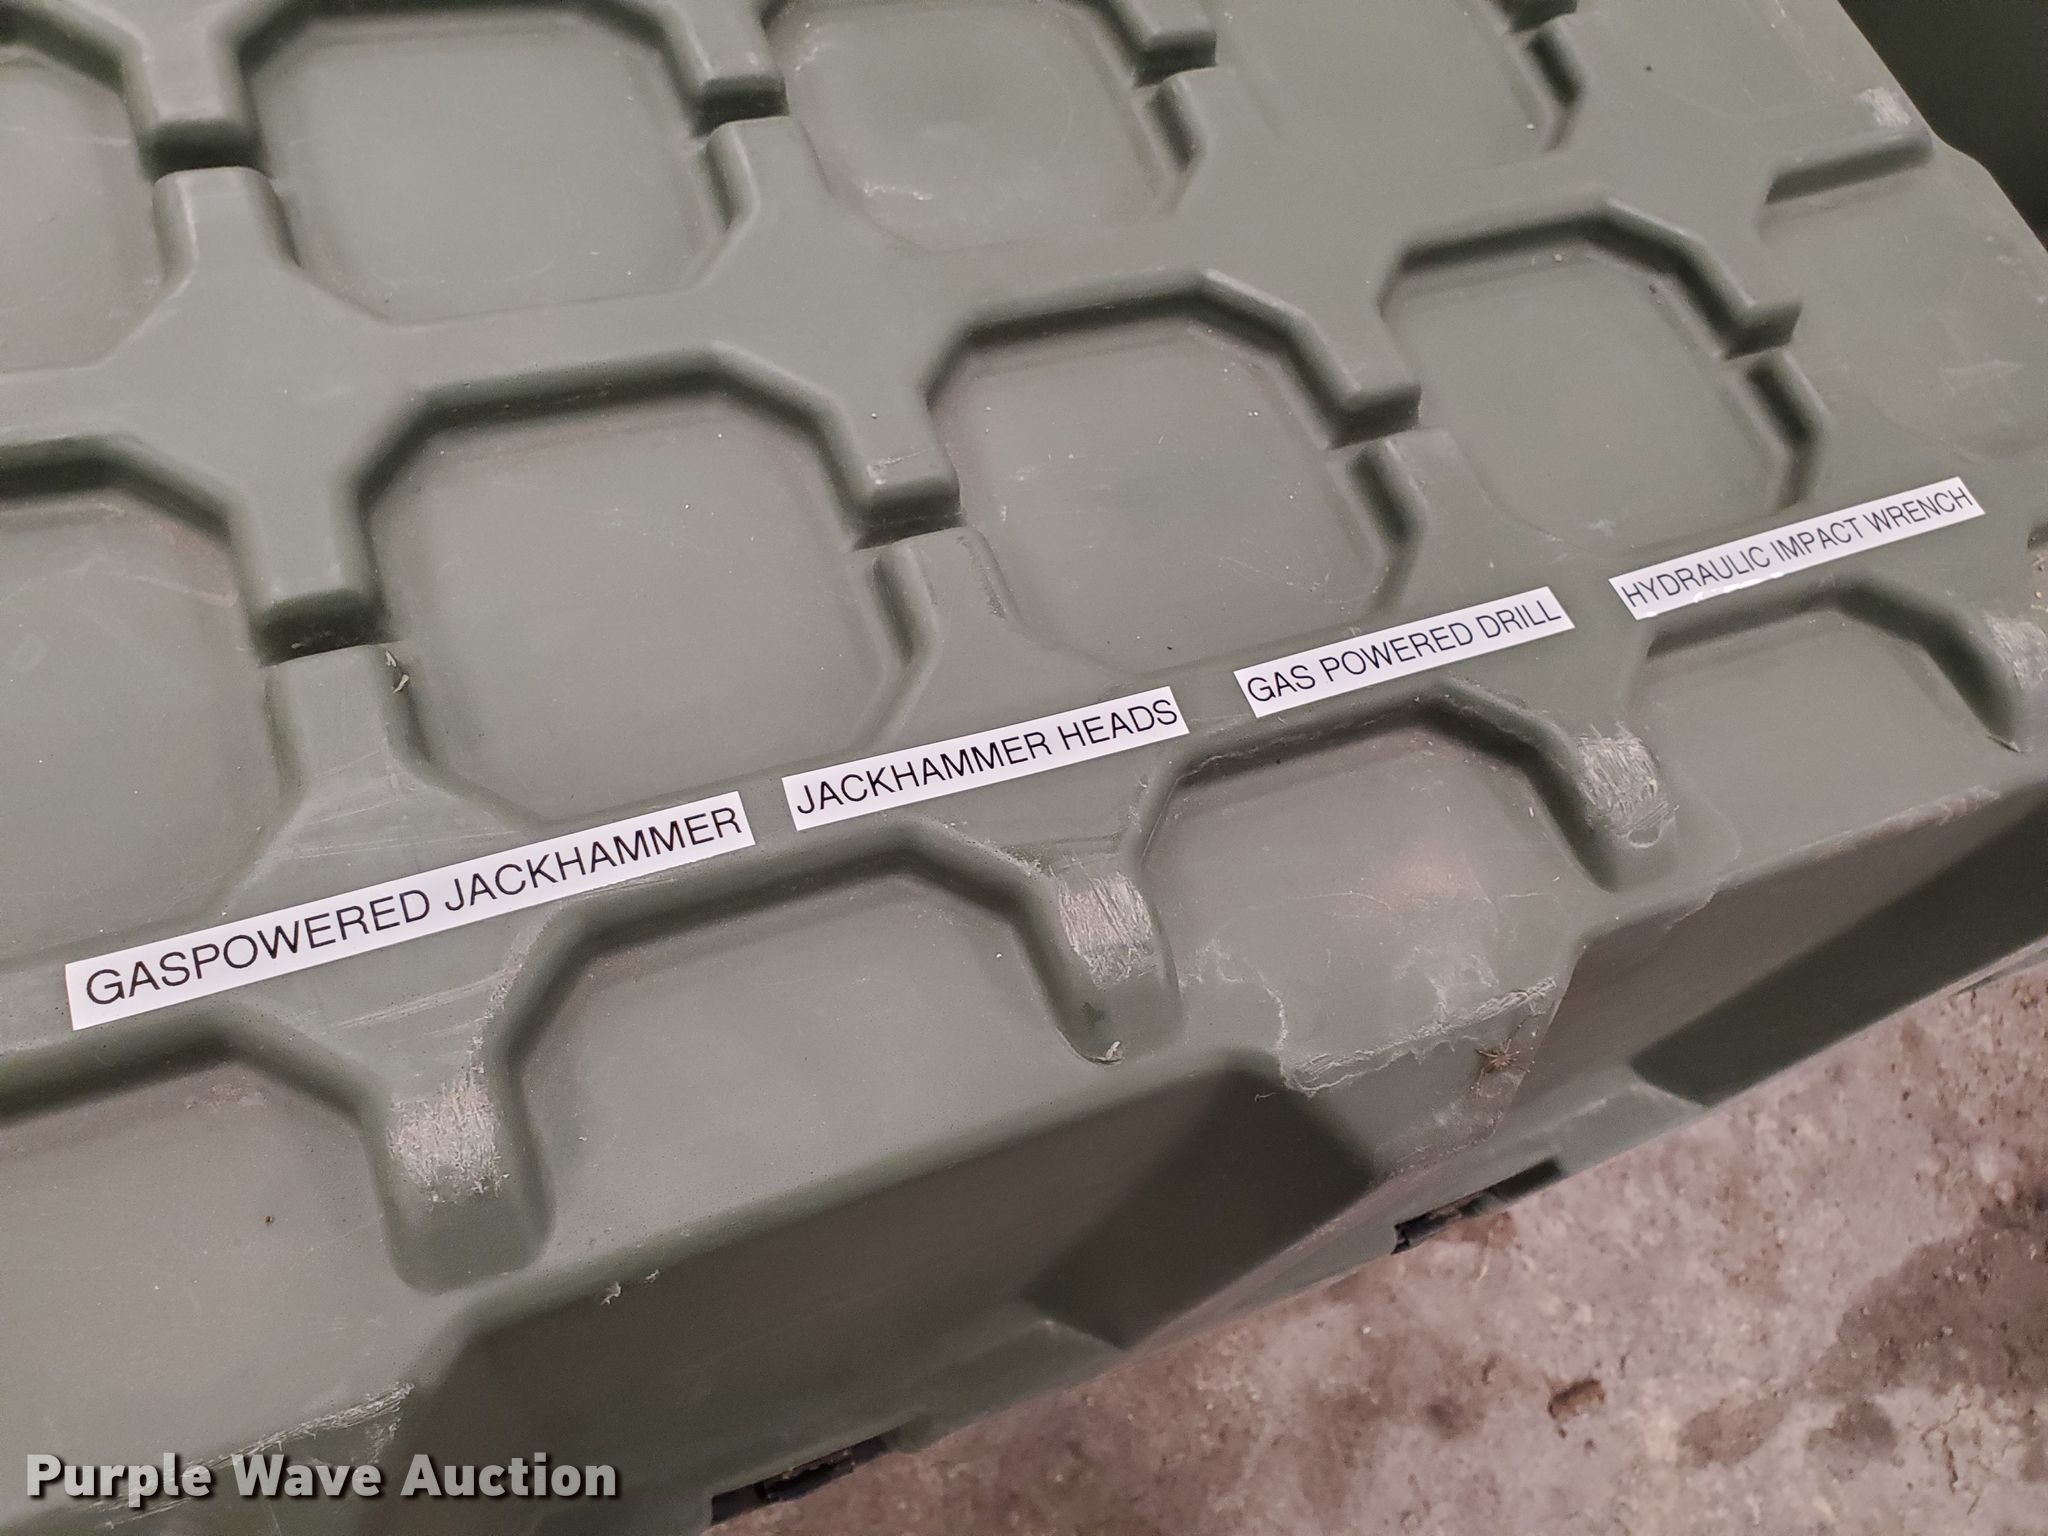 GASPOWERED JACKHAMMER
JACKHAMMER HEADS
GAS POWERED DRILL
HYDRAULIC IMPACT WRENCH
Purple Wave Auction